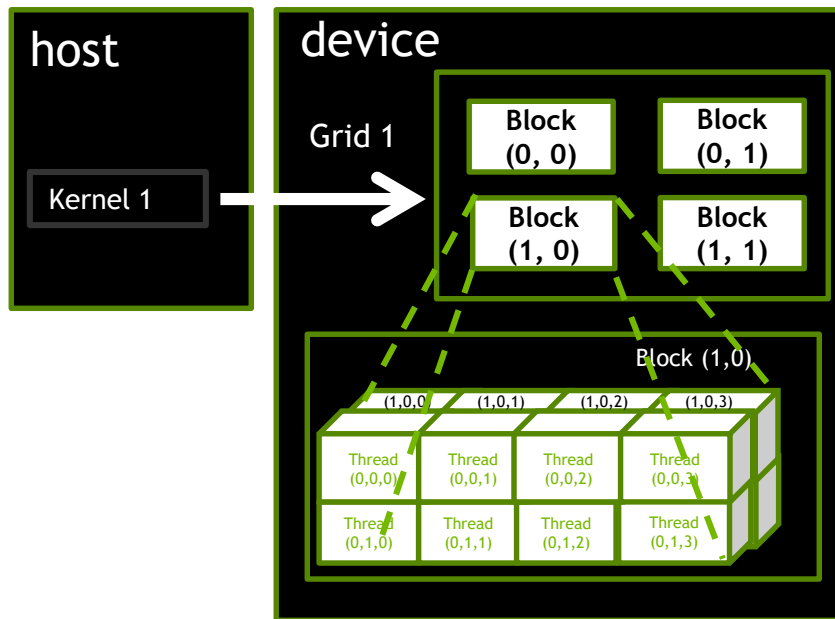 host
device
Grid 1
Kernel 1
Block
(0, 0)
Block
(0, 1)
Block
(1, 0)
Block
(1, 1)
Block (1,0)
(1,0,0)
(1,0,1)
(1,0,2)
(1,0,3)
Thread
(0,0,0)
Thread
(0,0,1)
Thread
(0,0,2)
Thread
(0,0,3)
Thread
(0,1,0)
Thread
(0,1,1)
Thread
(0,1,2)
Thread
(0,1,3)